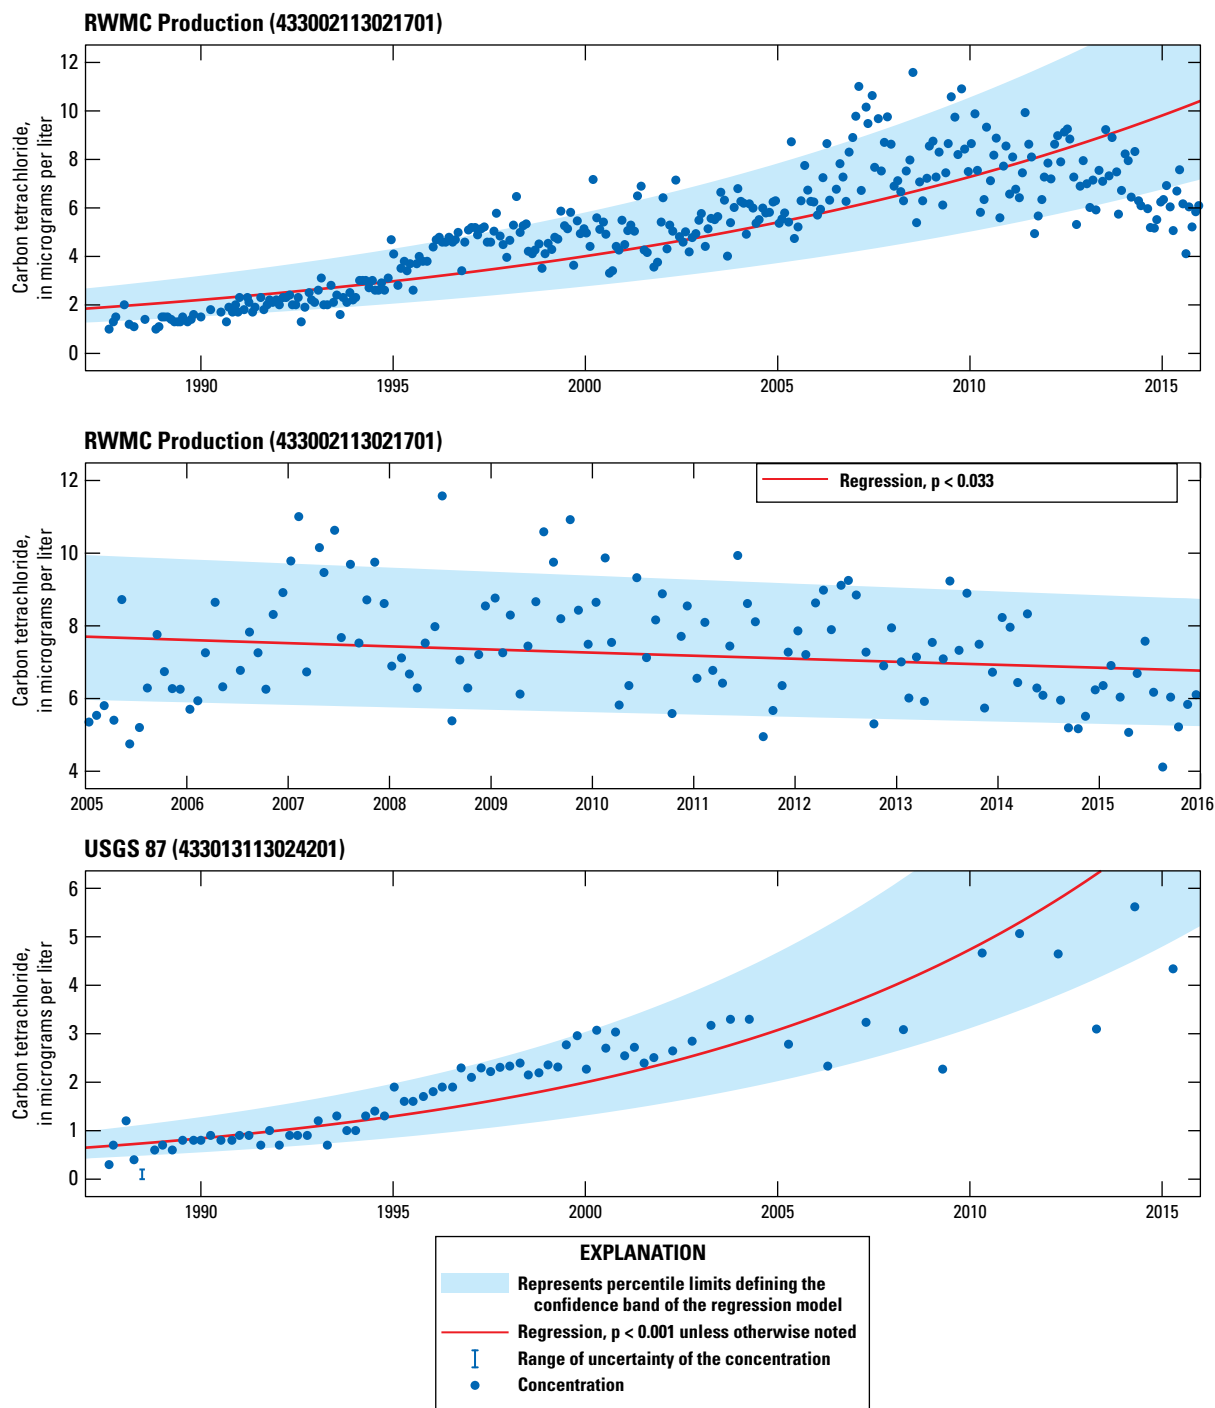 RWMC Production (433002113021701)
12
10
8
6
4
2
0
Carbon tetrachloride,
in micrograms per liter
1990 1995 2000 2005 2010 2015
RWMC Production (433002113021701)
Regression, p < 0.033
12
10
8
6
4
Carbon tetrachloride,
in micrograms per liter
2005 2006 2007 2008 2009 2010 2011 2012 2013 2014 2015 2016
USGS 87 (433013113024201)
6
5
4
3
2
1
0
Carbon tetrachloride,
in micrograms per liter
1990 1995 2000 2005 2010 2015
EXPLANATION
Represents percentile limits defining the
confidence band of the regression model
Regression, p < 0.001 unless otherwise noted
Range of uncertainty of the concentration
Concentration